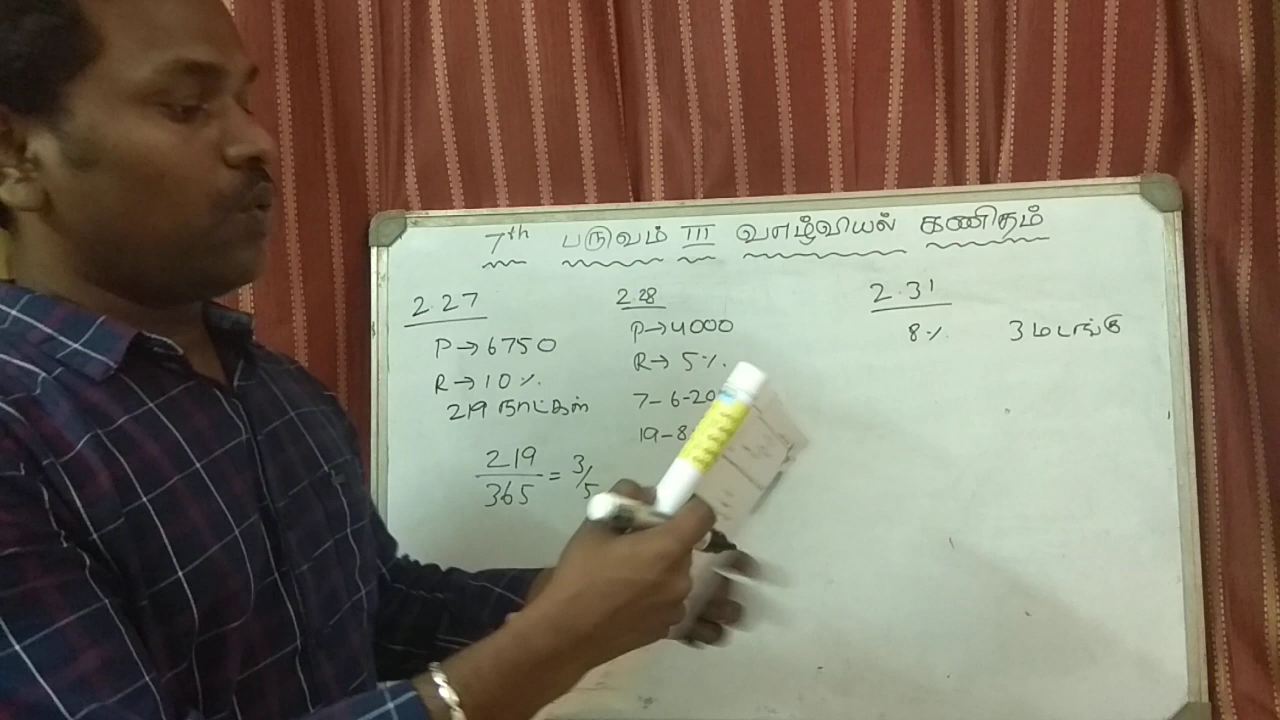 7th பருவம் III வாழ்வியல் கணிதம்
2.27
P → 6750
R → 10 %.
219 நாட்கள்
219/365 = 3/5
2.28
P → 4000
R → 5 %.
7-6-20
19-8
2.31
8 %. 3 மடங்கு